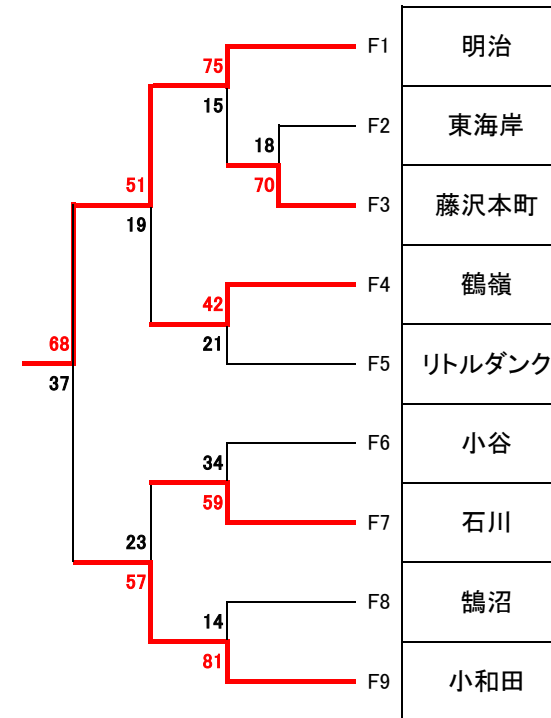 75 F1 明治
15
18 F2 東海岸
51 70 F3 藤沢本町
19
42 F4 鶴嶺
68 21 F5 リトルダンク
37
34 F6 小谷
59 F7 石川
23
57
14 F8 鵠沼
81 F9 小和田